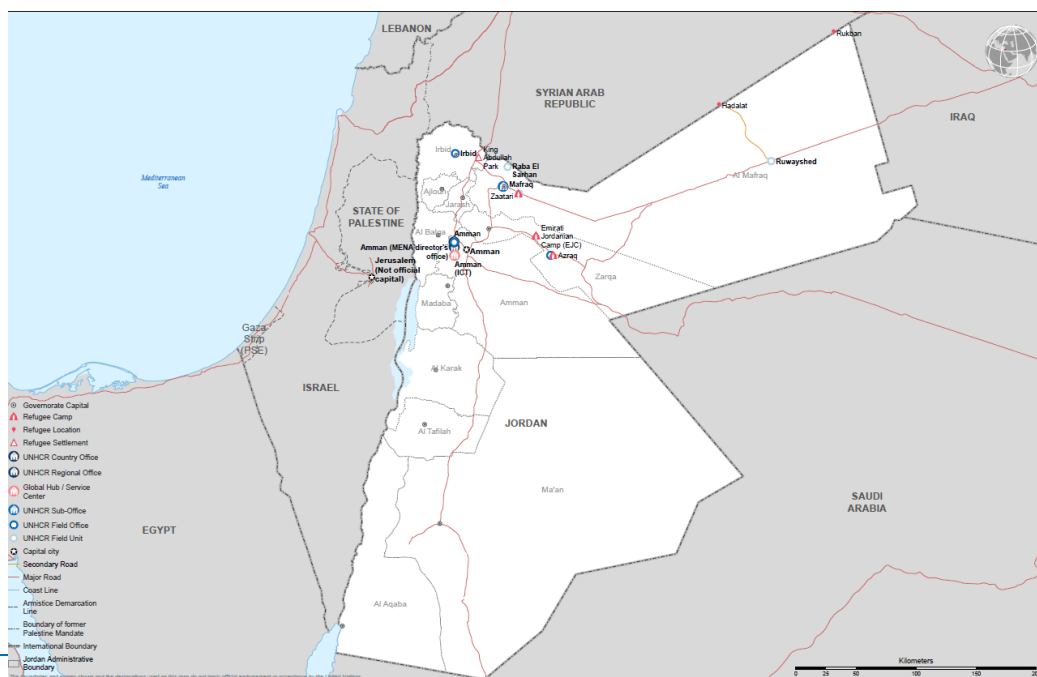 LEBANON
Rukban
SYRIAN ARAB
REPUBLIC
Hadalat
IRAQ
Irbid
Irbid
King
Abdullah
Park
Raba El
Sarhan
Ruwayshed
Al Mafraq
Mediterranean
Sea
Ajloun
Mafraq
Zaatari
Jarash
STATE OF
PALESTINE
Al Balqa
Amman
Emirati
Jordanian
Camp (EJC)
Amman (MENA director's
office)
Amman
Azraq
Jerusalem
(Not official
capital)
Amman
(ICT)
Zarqa
Madaba
Amman
Gaza
Strip
(PSE)
ISRAEL
Al Karak
Al Tafilah
JORDAN
Ma'an
SAUDI
ARABIA
EGYPT
Al Aqaba
Governorate Capital
Refugee Camp
Refugee Location
Refugee Settlement
UNHCR Country Office
UNHCR Regional Office
Global Hub / Service
Center
UNHCR Sub-Office
UNHCR Field Office
UNHCR Field Unit
Capital city
Secondary Road
Major Road
Coast Line
Armistice Demarcation
Line
Boundary of former
Palestine Mandate
International Boundary
Jordan Administrative
Boundary
Kilometers
0 25 50 100 150 20